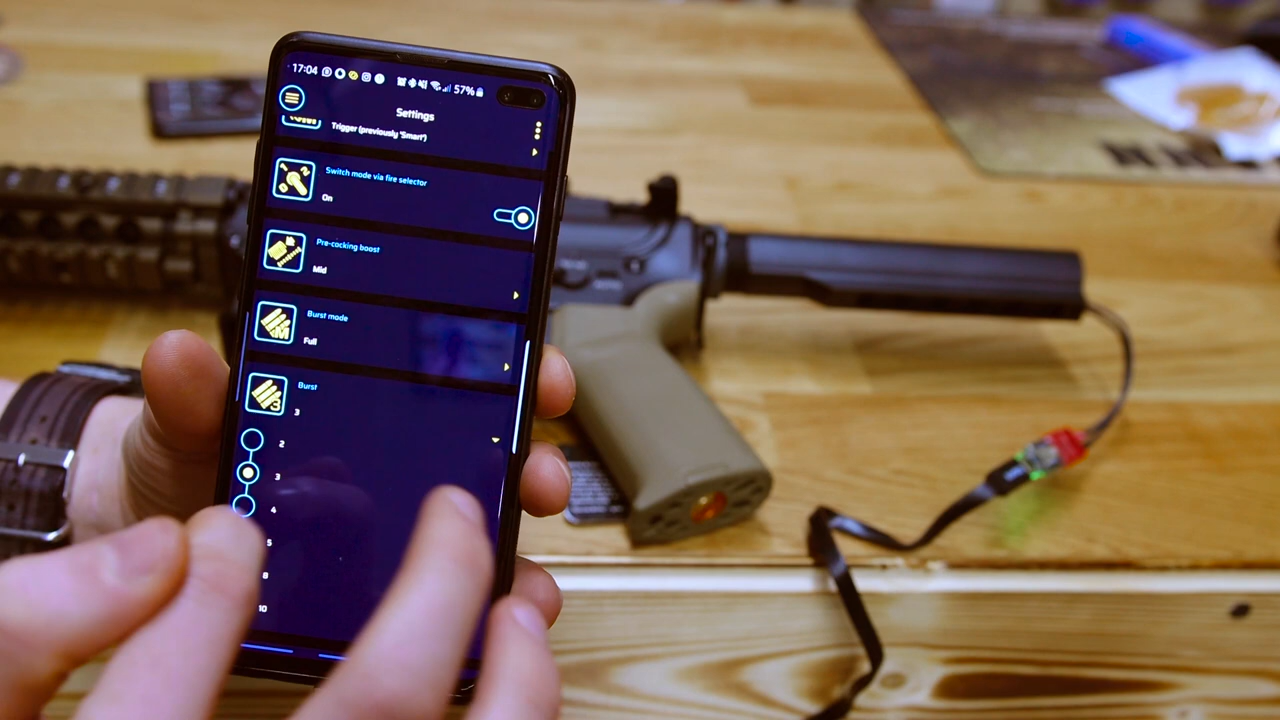 17:04
57%
Settings
Trigger (previously 'Smart')
Switch mode via fire selector
On
Pre-cocking boost
Mid
Burst mode
Full
Burst
3
2
3
4
5
8
10